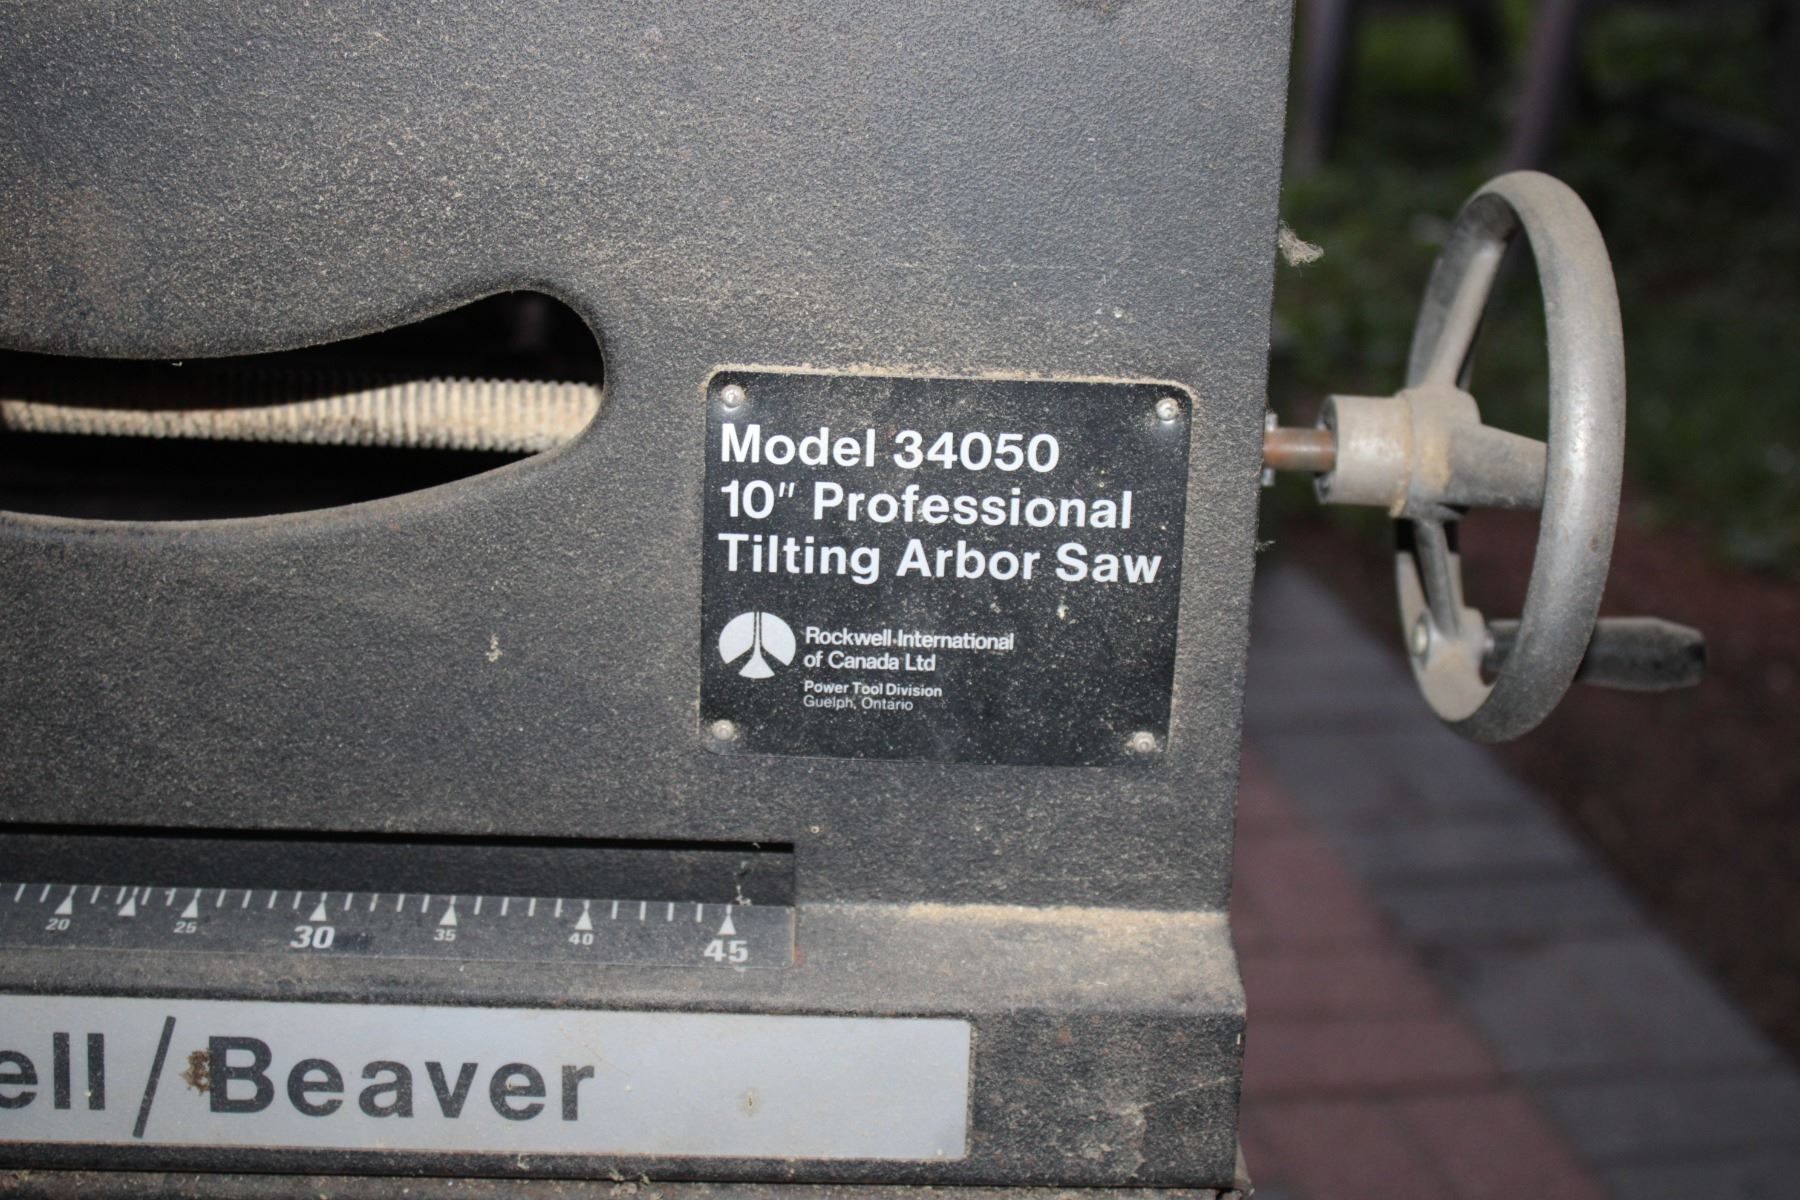 Model 34050
10" Professional
Tilting Arbor Saw
Rockwell International
of Canada Ltd
Power Tool Division
Guelph, Ontario
20 25 30 35 40 45
ell/Beaver